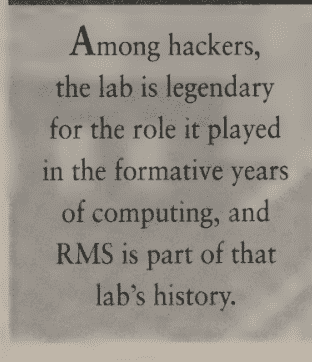 Among hackers,
the lab is legendary
for the role it played
in the formative years
of computing, and
RMS is part of that
lab's history.